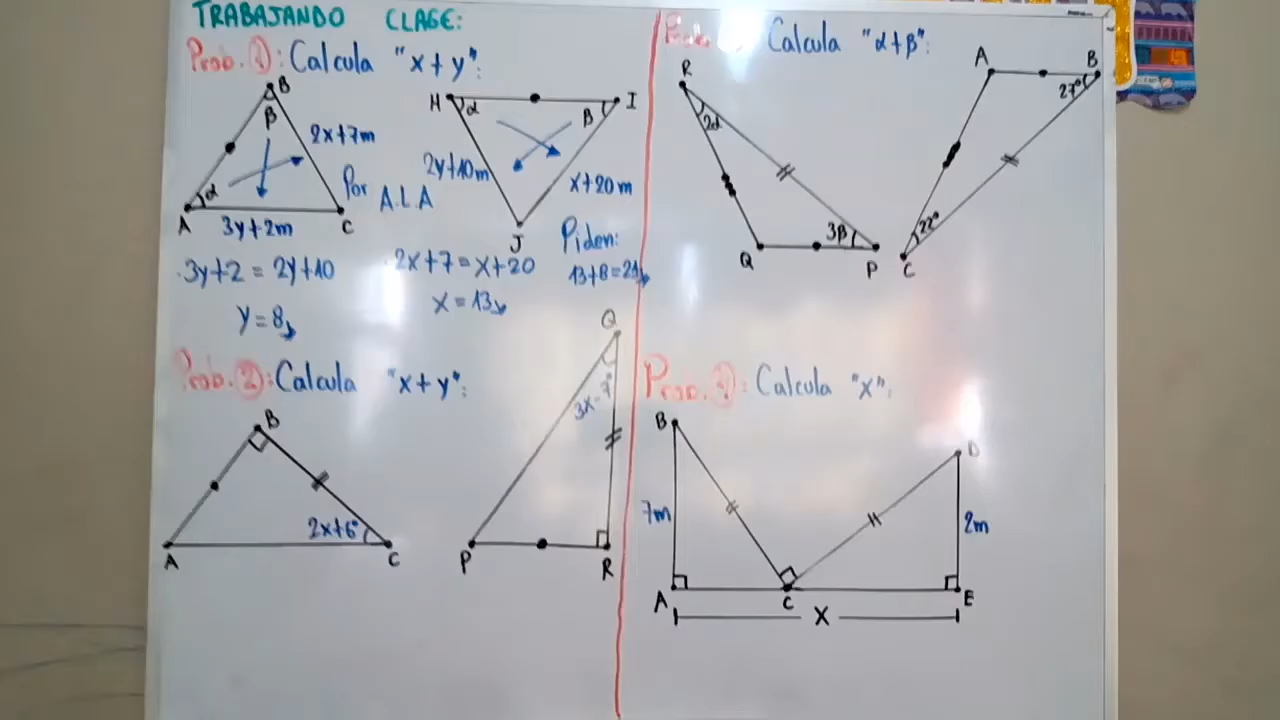 TRABAJANDO CLASE:
Prob. 1: Calcula "x+y":
B
β
2x+7m
α
A
3y+2m
C
H
α
β
I
2y+10m
x+20m
J
Por A.L.A
3y+2 = 2y+10
y = 8
2x+7 = x+20
x = 13
Piden:
13+8=21
Prob. 2: Calcula "x+y":
B
2x+6°
A
C
Q
3x-7°
P
R
Calcula "α+β":
R
2α
3β
Q
P
A
B
27°
22°
C
Prob. Calcula "x":
B
D
7m
2m
A
C
E
X